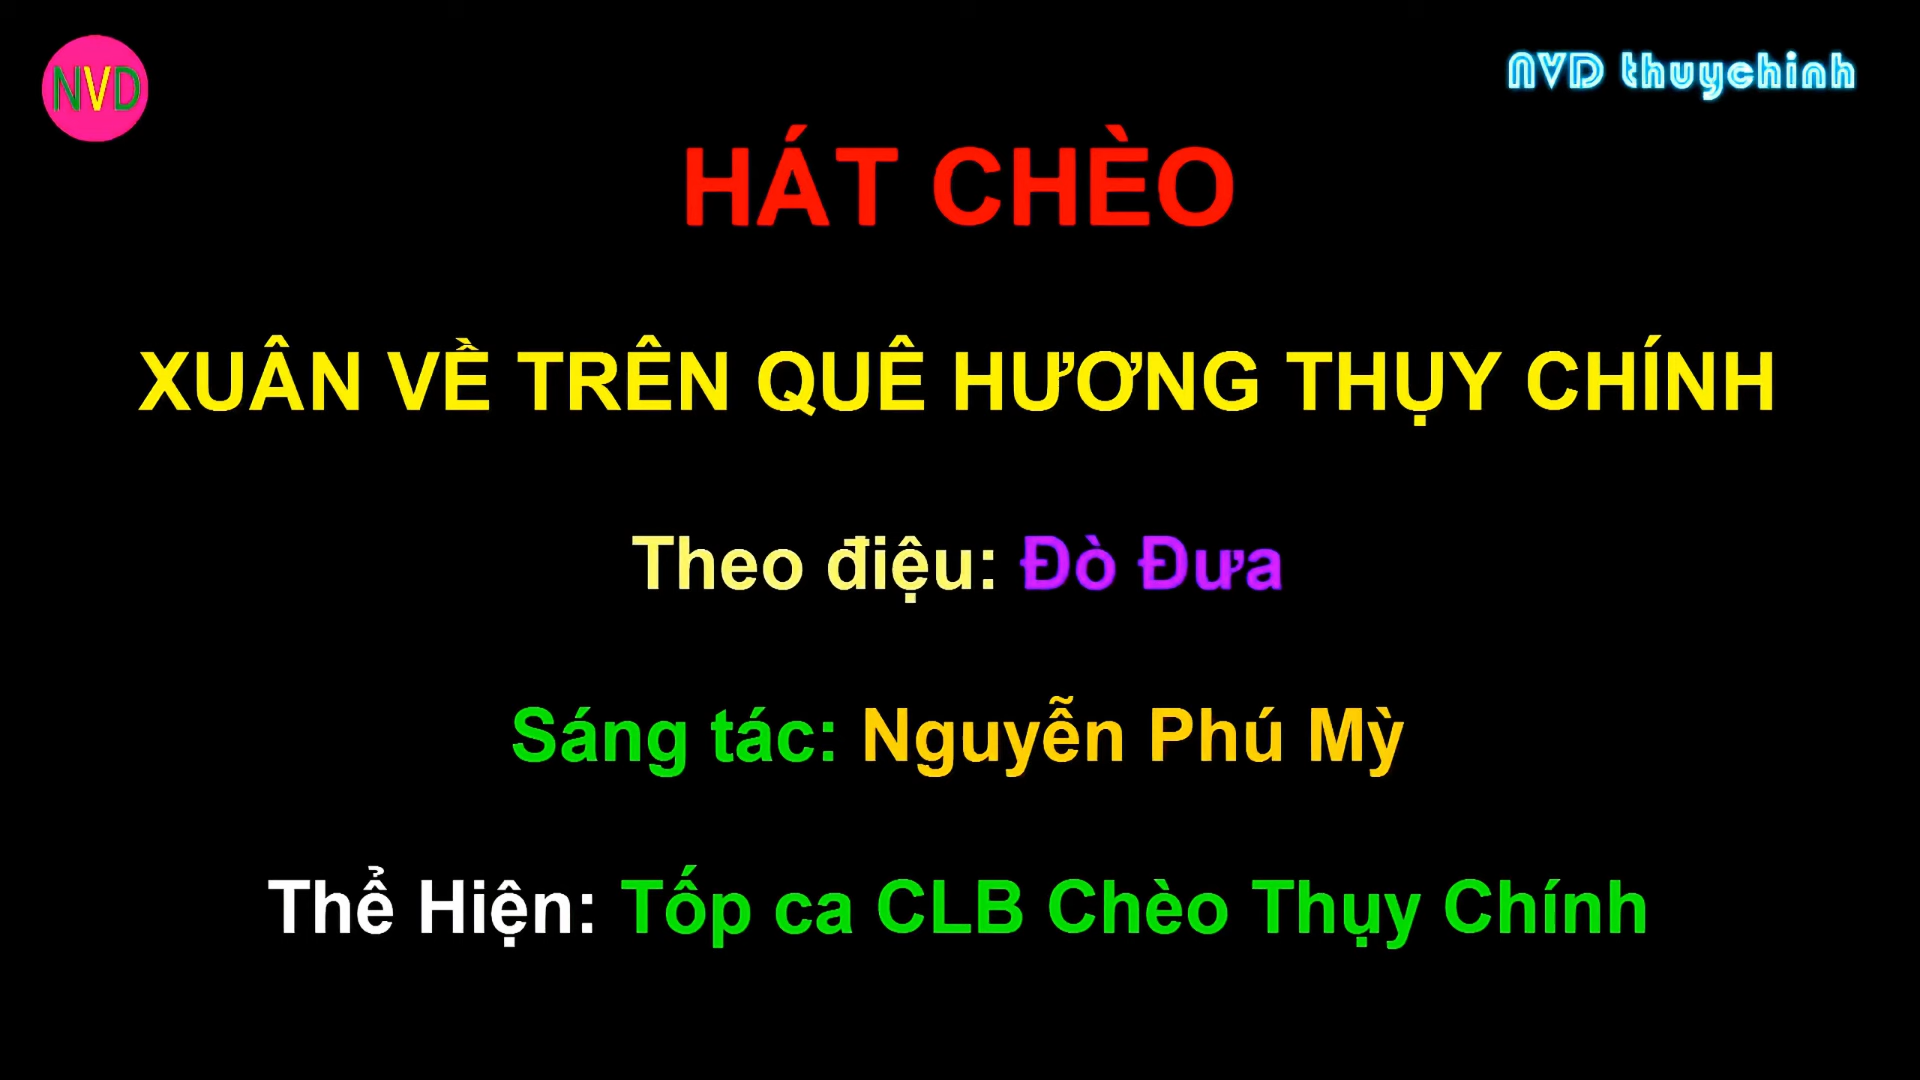 NVD
NVD thuychinh
HÁT CHÈO
XUÂN VỀ TRÊN QUÊ HƯƠNG THỤY CHÍNH
Theo điệu: Đò Đưa
Sáng tác: Nguyễn Phú Mỳ
Thể Hiện: Tốp ca CLB Chèo Thụy Chính